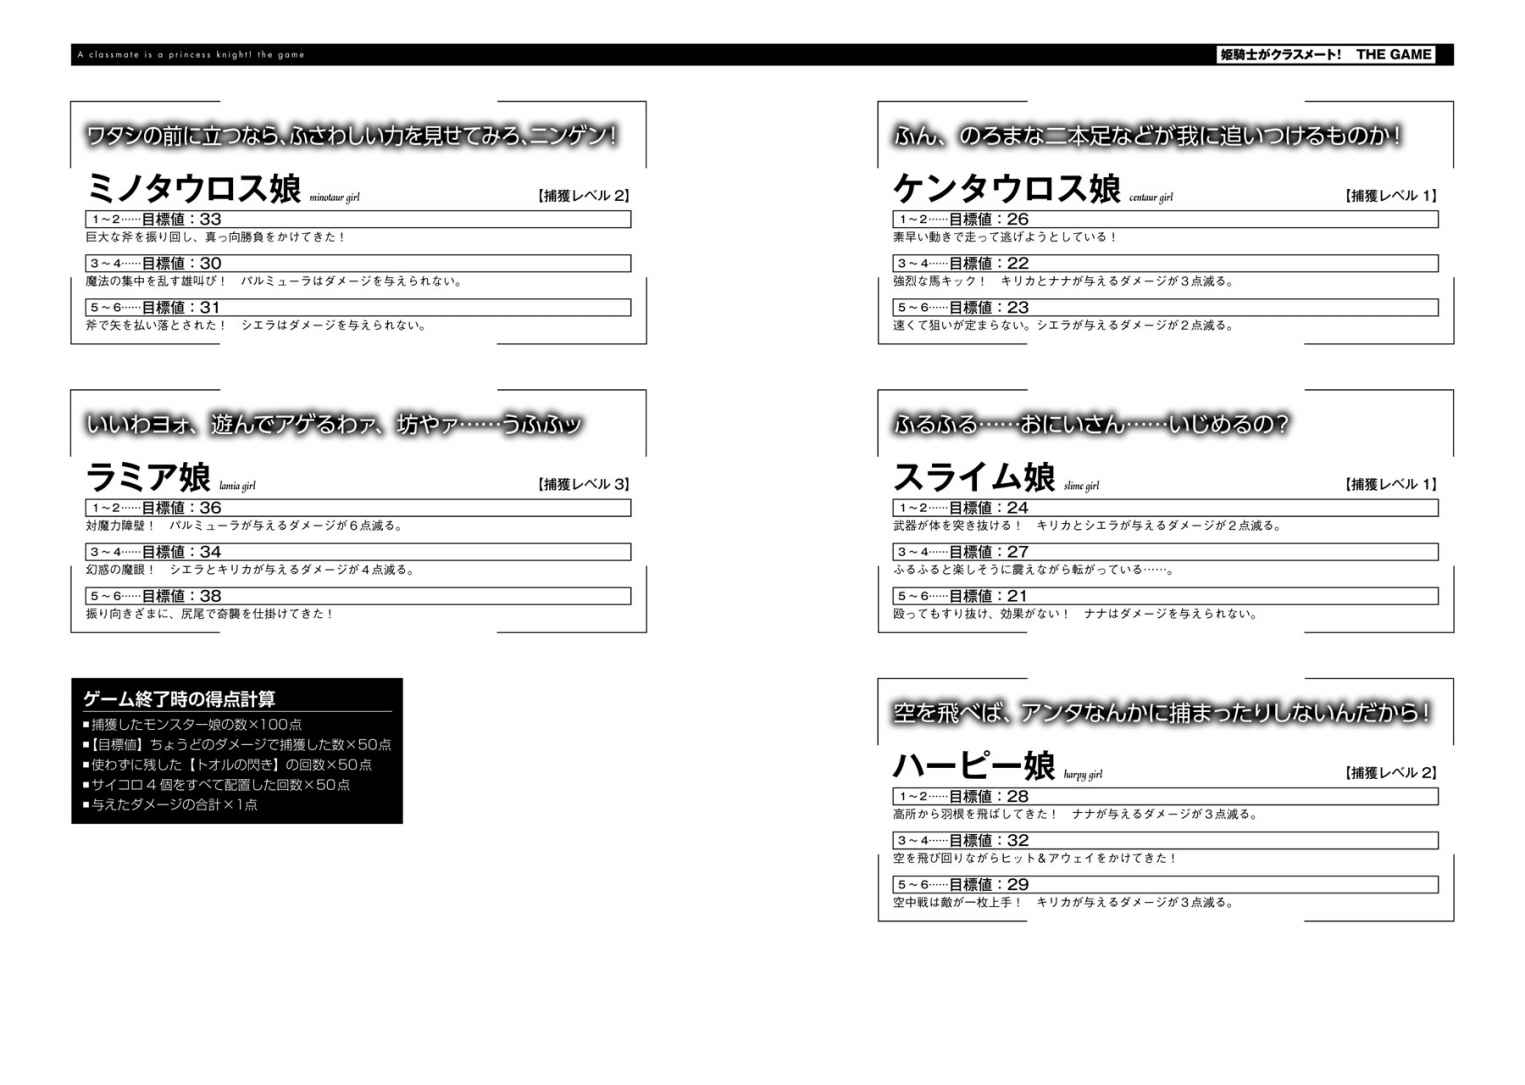 A classmate is a princess knight! the game
姫騎士がクラスメート！　THE GAME
ワタシの前に立つなら、ふさわしい力を見せてみろ、ニンゲン！
ミノタウロス娘 minotaur girl 【捕獲レベル 2】
1～2……目標値：33
巨大な斧を振り回し、真っ向勝負をかけてきた！
3～4……目標値：30
魔法の集中を乱す雄叫び！　パルミューラはダメージを与えられない。
5～6……目標値：31
斧で矢を払い落とされた！　シエラはダメージを与えられない。
いいわヨォ、遊んでアゲるわァ、坊やァ……うふふッ
ラミア娘 lamia girl 【捕獲レベル 3】
1～2……目標値：36
対魔力障壁！　パルミューラが与えるダメージが６点減る。
3～4……目標値：34
幻惑の魔眼！　シエラとキリカが与えるダメージが４点減る。
5～6……目標値：38
振り向きざまに、尻尾で奇襲を仕掛けてきた！
ゲーム終了時の得点計算
■捕獲したモンスター娘の数×100点
■【目標値】ちょうどのダメージで捕獲した数×50点
■使わずに残した【トオルの閃き】の回数×50点
■サイコロ４個をすべて配置した回数×50点
■与えたダメージの合計×１点
ふん、のろまな二本足などが我に追いつけるものか！
ケンタウロス娘 centaur girl 【捕獲レベル 1】
1～2……目標値：26
素早い動きで走って逃げようとしている！
3～4……目標値：22
強烈な馬キック！　キリカとナナが与えるダメージが３点減る。
5～6……目標値：23
速くて狙いが定まらない。シエラが与えるダメージが２点減る。
ふるふる……おにいさん……いじめるの？
スライム娘 slime girl 【捕獲レベル 1】
1～2……目標値：24
武器が体を突き抜ける！　キリカとシエラが与えるダメージが２点減る。
3～4……目標値：27
ふるふると楽しそうに震えながら転がっている……。
5～6……目標値：21
殴ってもすり抜け、効果がない！　ナナはダメージを与えられない。
空を飛べば、アンタなんかに捕まったりしないんだから！
ハーピー娘 harpy girl 【捕獲レベル 2】
1～2……目標値：28
高所から羽根を飛ばしてきた！　ナナが与えるダメージが３点減る。
3～4……目標値：32
空を飛び回りながらヒット＆アウェイをかけてきた！
5～6……目標値：29
空中戦は敵が一枚上手！　キリカが与えるダメージが３点減る。